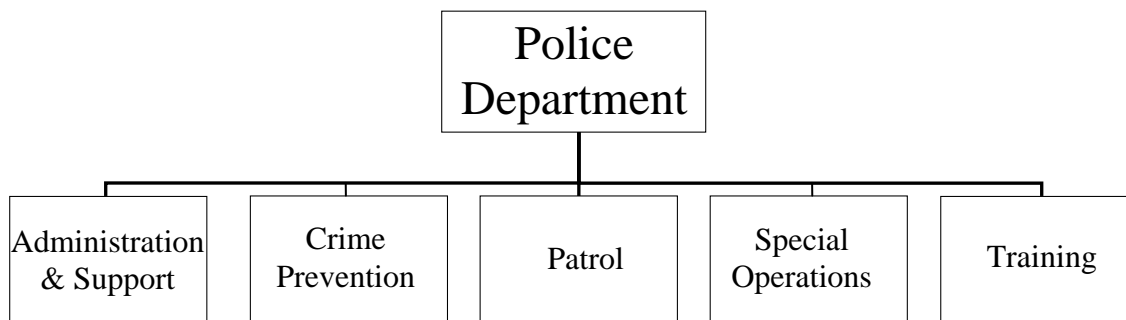 Police
Department
Administration
& Support
Crime
Prevention
Patrol
Special
Operations
Training